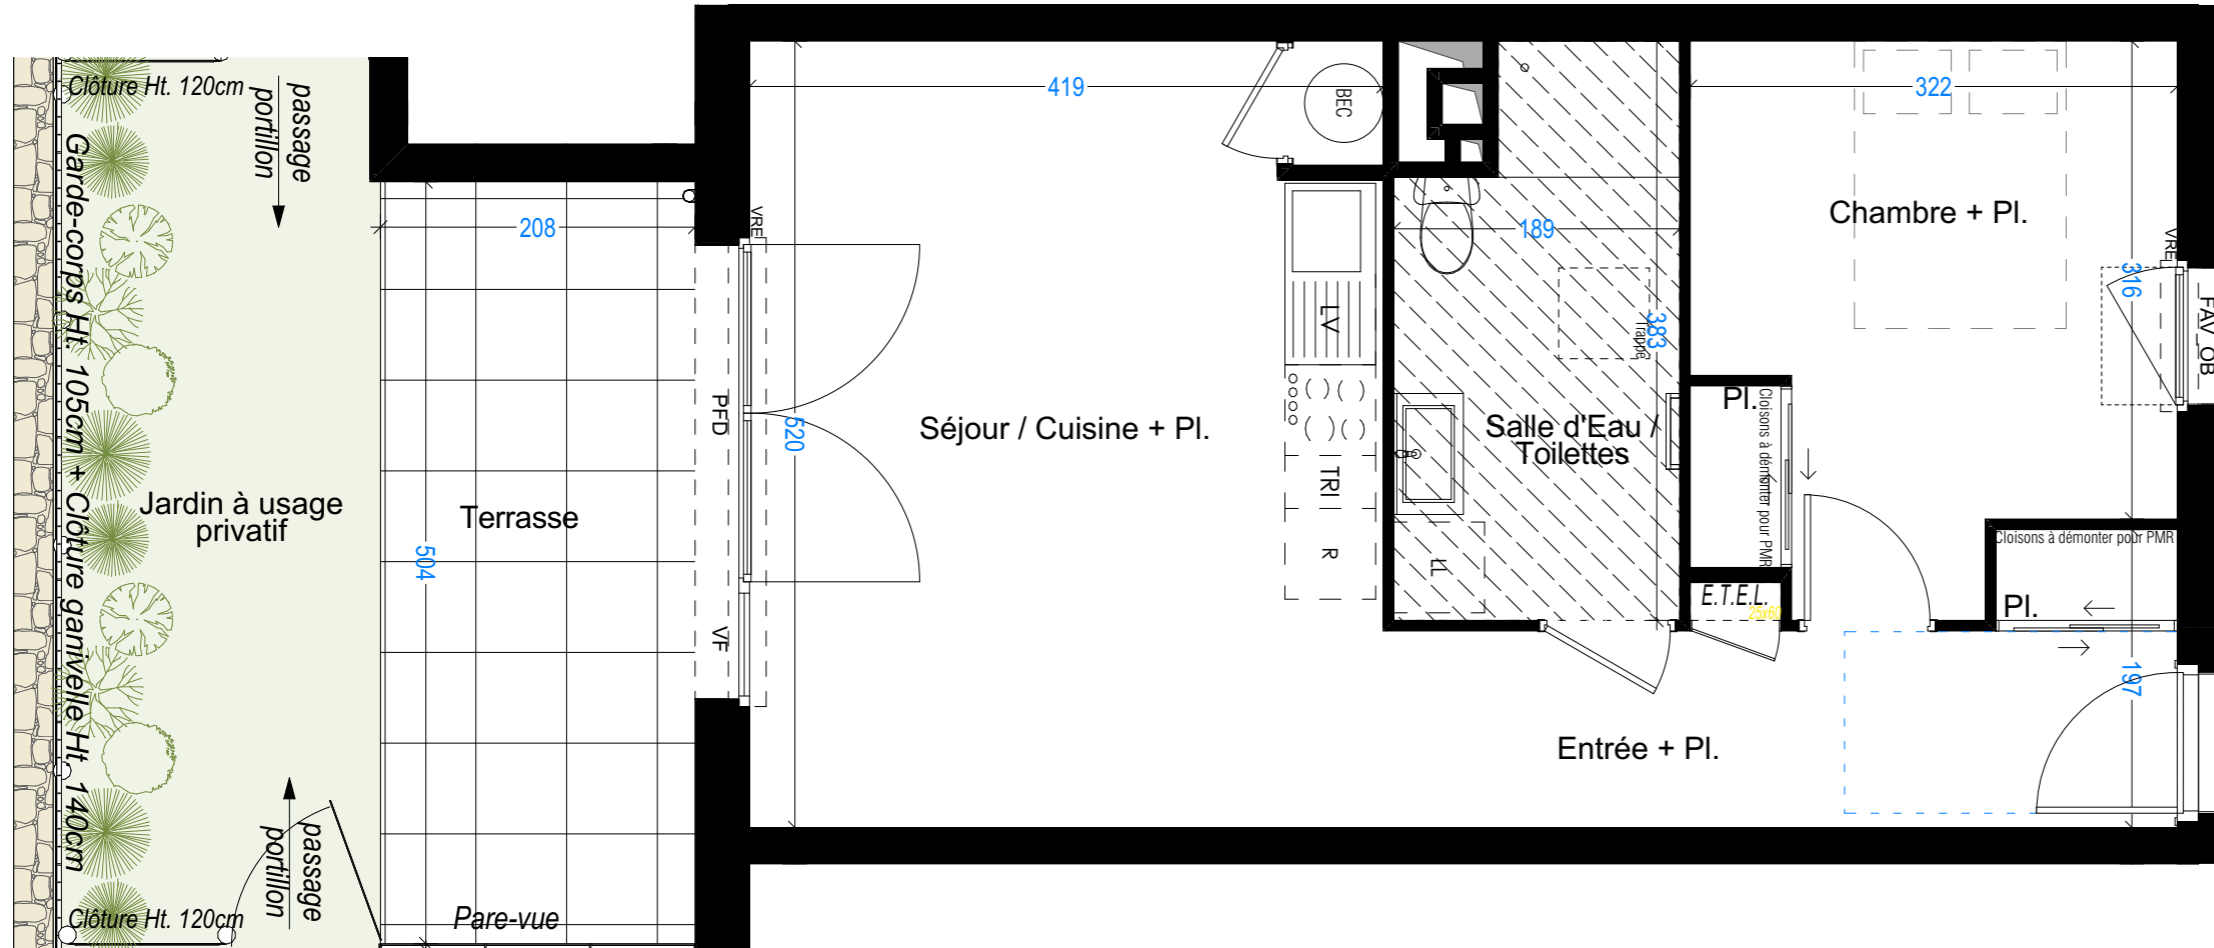 Clôture Ht. 120cm
passage
portillon
Garde-corps Ht. 105cm + Clôture ganivelle Ht. 140cm
Jardin à usage
privatif
passage
portillon
Clôture Ht. 120cm
208
504
Terrasse
Pare-vue
VRE
PFD
VF
419
520
Séjour / Cuisine + Pl.
BEC
LV
TRI
R
189
383
Trappe
Salle d'Eau /
Toilettes
LL
322
Chambre + Pl.
316
VRE
FAV_OB
Pl.
Cloisons à démonter pour PMR
E.T.E.L.
25x60
Cloisons à démonter pour PMR
Pl.
197
Entrée + Pl.